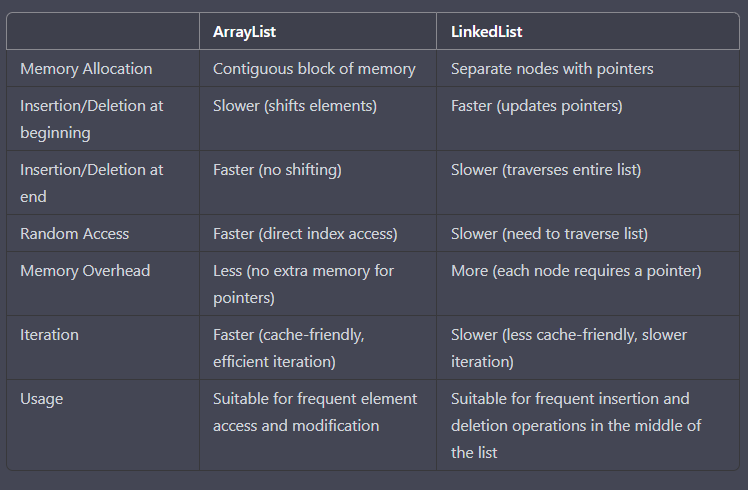 ArrayList LinkedList
Memory Allocation Contiguous block of memory Separate nodes with pointers
Insertion/Deletion at beginning Slower (shifts elements) Faster (updates pointers)
Insertion/Deletion at end Faster (no shifting) Slower (traverses entire list)
Random Access Faster (direct index access) Slower (need to traverse list)
Memory Overhead Less (no extra memory for pointers) More (each node requires a pointer)
Iteration Faster (cache-friendly, efficient iteration) Slower (less cache-friendly, slower iteration)
Usage Suitable for frequent element access and modification Suitable for frequent insertion and deletion operations in the middle of the list